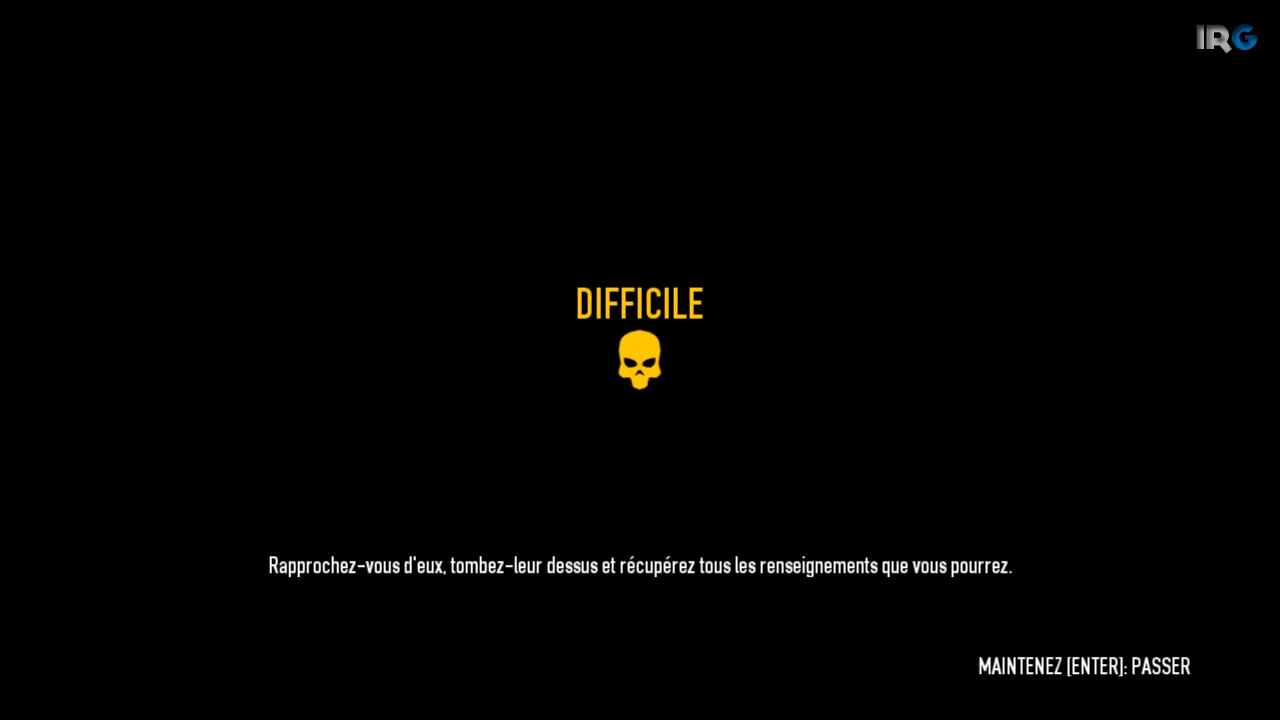 IRG
DIFFICILE
Rapprochez-vous d'eux, tombez-leur dessus et récupérez tous les renseignements que vous pourrez.
MAINTENEZ [ENTER]: PASSER